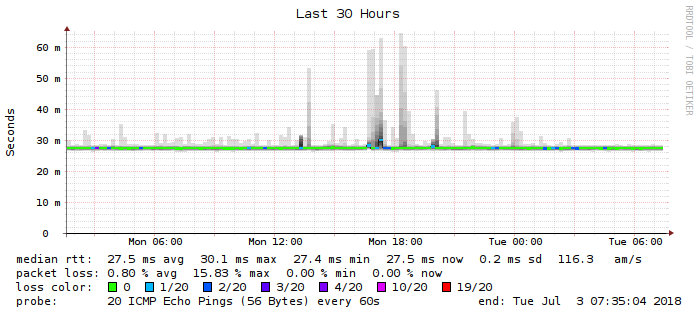 Last 30 Hours
RRDTOOL / TOBI OETIKER
Seconds
60 m
50 m
40 m
30 m
20 m
10 m
0
Mon 06:00 Mon 12:00 Mon 18:00 Tue 00:00 Tue 06:00
median rtt: 27.5 ms avg 30.1 ms max 27.4 ms min 27.5 ms now 0.2 ms sd 116.3 am/s
packet loss: 0.80 % avg 15.83 % max 0.00 % min 0.00 % now
loss color: 0 1/20 2/20 3/20 4/20 10/20 19/20
probe: 20 ICMP Echo Pings (56 Bytes) every 60s end: Tue Jul 3 07:35:04 2018